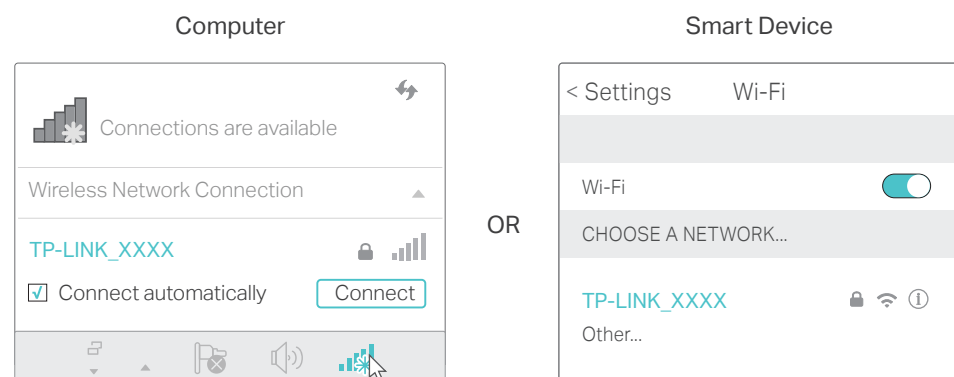 Computer
Smart Device
Connections are available
Wireless Network Connection
TP-LINK_XXXX
Connect automatically
Connect
OR
< Settings
Wi-Fi
Wi-Fi
CHOOSE A NETWORK...
TP-LINK_XXXX
Other...